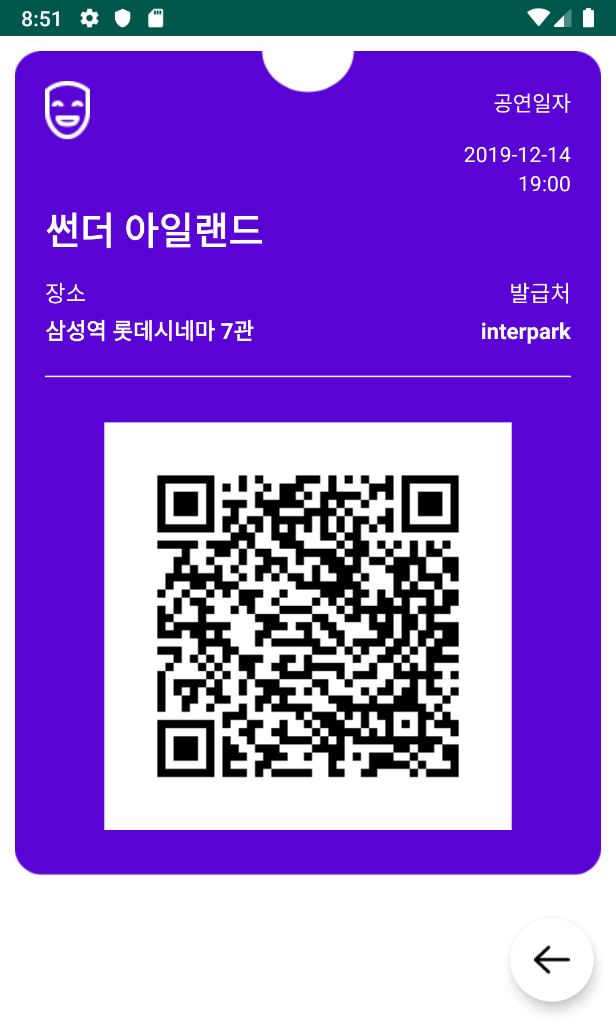 8:51
공연일자
2019-12-14
19:00
썬더 아일랜드
장소
발급처
삼성역 롯데시네마 7관
interpark